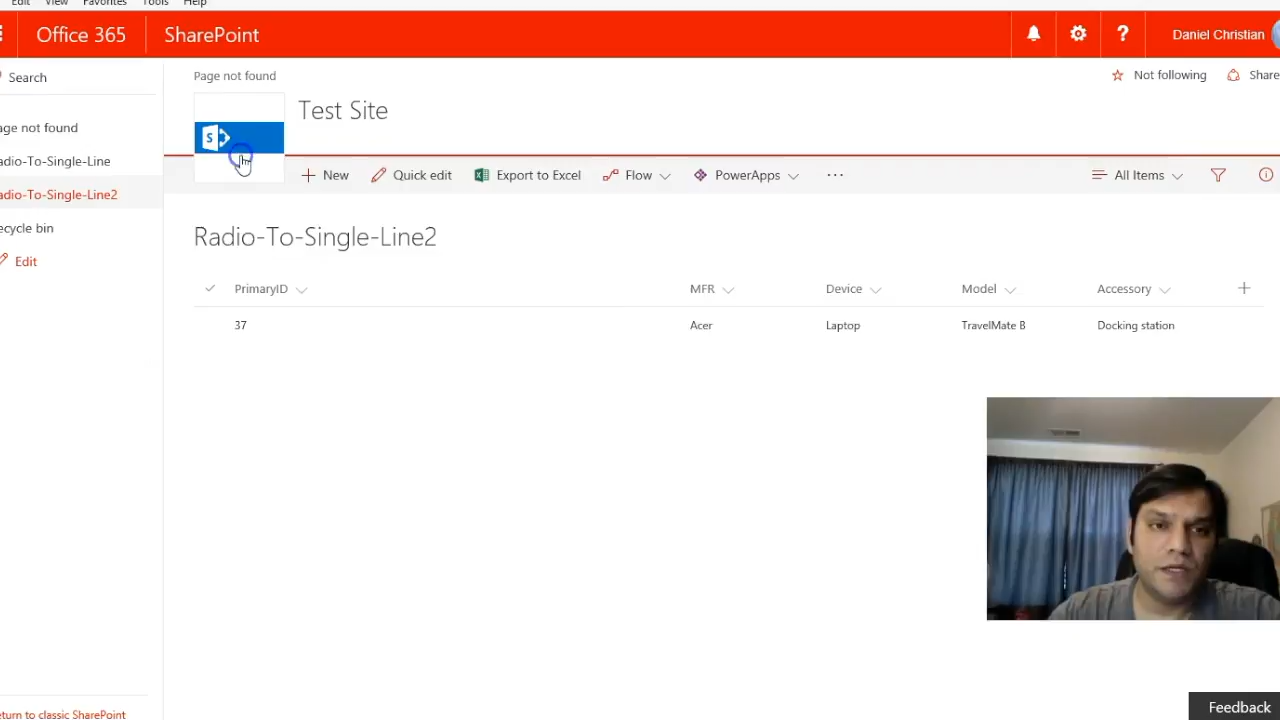 Edit View Favorites Tools Help
Office 365 SharePoint ? Daniel Christian
Search
Page not found
Not following Share
Test Site
age not found
adio-To-Single-Line
adio-To-Single-Line2
ecycle bin
Edit
S
+ New Quick edit Export to Excel Flow PowerApps ... All Items
Radio-To-Single-Line2
PrimaryID MFR Device Model Accessory +
37 Acer Laptop TravelMate B Docking station
eturn to classic SharePoint
Feedback